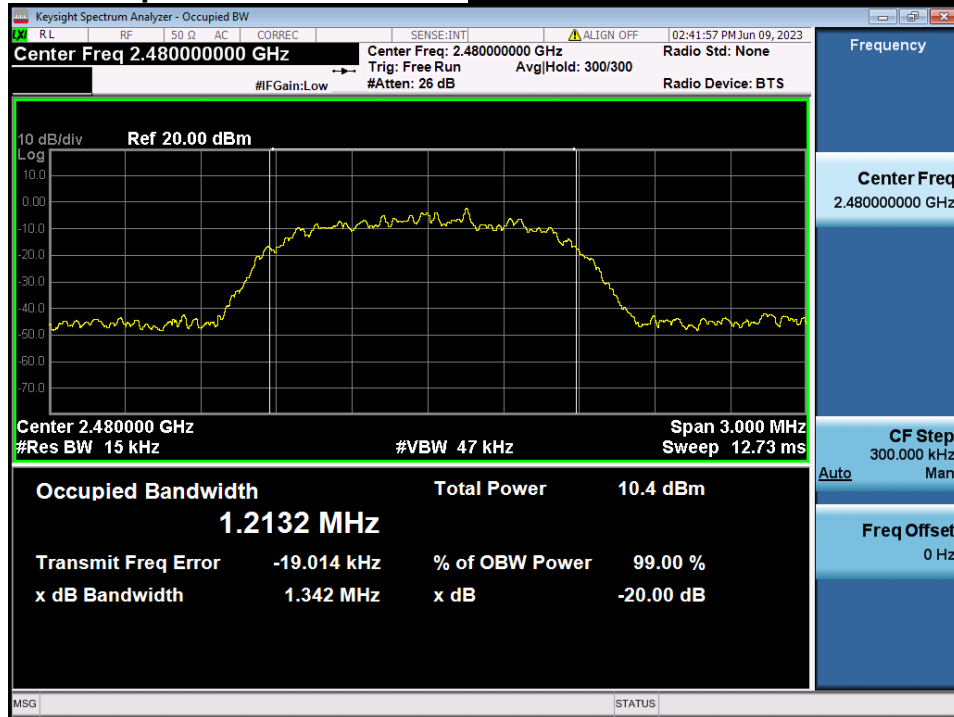 Keysight Spectrum Analyzer - Occupied BW
LXI RL RF 50 Ω AC CORREC SENSE:INT ALIGN OFF 02:41:57 PM Jun 09, 2023
Center Freq 2.480000000 GHz
Center Freq: 2.480000000 GHz Radio Std: None
Trig: Free Run Avg|Hold: 300/300
#IFGain:Low #Atten: 26 dB Radio Device: BTS
10 dB/div Ref 20.00 dBm
Log
10.0
0.00
-10.0
-20.0
-30.0
-40.0
-50.0
-60.0
-70.0
Center 2.480000 GHz Span 3.000 MHz
#Res BW 15 kHz #VBW 47 kHz Sweep 12.73 ms
Occupied Bandwidth Total Power 10.4 dBm
1.2132 MHz
Transmit Freq Error -19.014 kHz % of OBW Power 99.00 %
x dB Bandwidth 1.342 MHz x dB -20.00 dB
MSG STATUS
Frequency
Center Freq
2.480000000 GHz
CF Step
300.000 kHz
Auto Man
Freq Offset
0 Hz